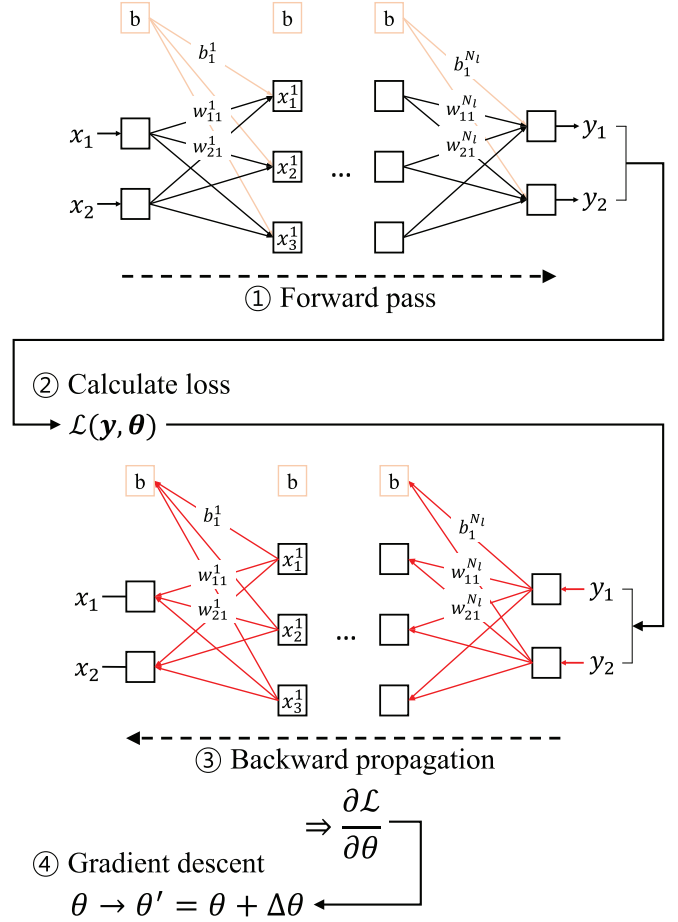 b b b
b_1^1 b_1^{N_l}
x_1^1
w_{11}^1 w_{11}^{N_l}
x_1 y_1
w_{21}^1 w_{21}^{N_l}
x_2^1 ...
x_2 y_2
x_3^1
① Forward pass
② Calculate loss
ℒ(𝒚, 𝜽)
b b b
b_1^1 b_1^{N_l}
x_1^1
w_{11}^1 w_{11}^{N_l}
x_1 y_1
w_{21}^1 w_{21}^{N_l}
x_2^1 ...
x_2 y_2
x_3^1
③ Backward propagation
⇒ ∂ℒ/∂θ
④ Gradient descent
θ → θ′ = θ + Δθ